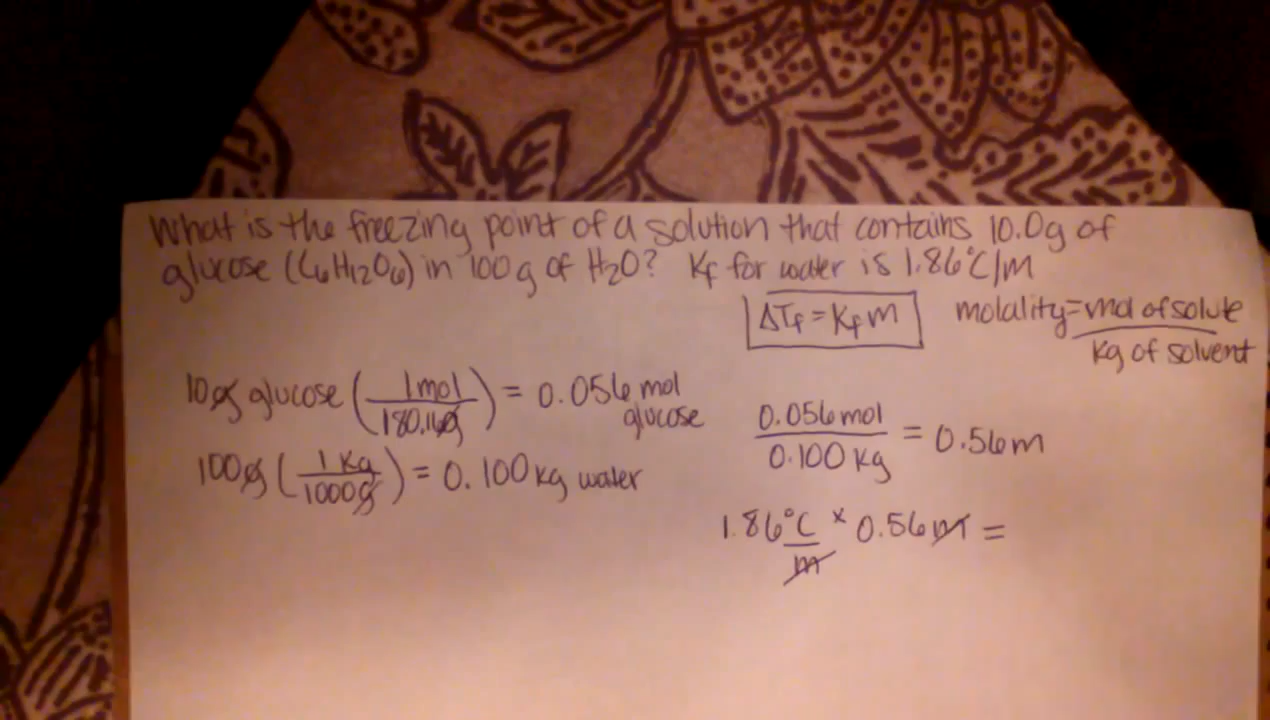 What is the freezing point of a solution that contains 10.0g of
glucose (C6H12O6) in 100g of H2O? Kf for water is 1.86°C/m
ΔTf = Kf m
molality = mol of solute
kg of solvent
10g glucose (1mol / 180.16g) = 0.056 mol
glucose
100g (1 kg / 1000g) = 0.100 kg water
0.056 mol / 0.100 kg = 0.56m
1.86°C / m × 0.56m =